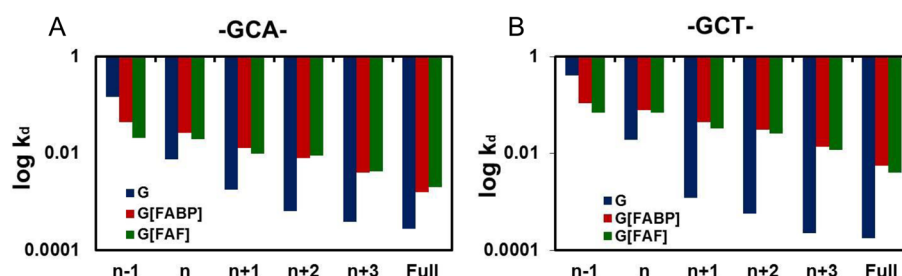 A
-GCA-
1
0.01
0.0001
log kd
G
G[FABP]
G[FAF]
n-1 n n+1 n+2 n+3 Full
B
-GCT-
1
0.01
0.0001
log kd
G
G[FABP]
G[FAF]
n-1 n n+1 n+2 n+3 Full